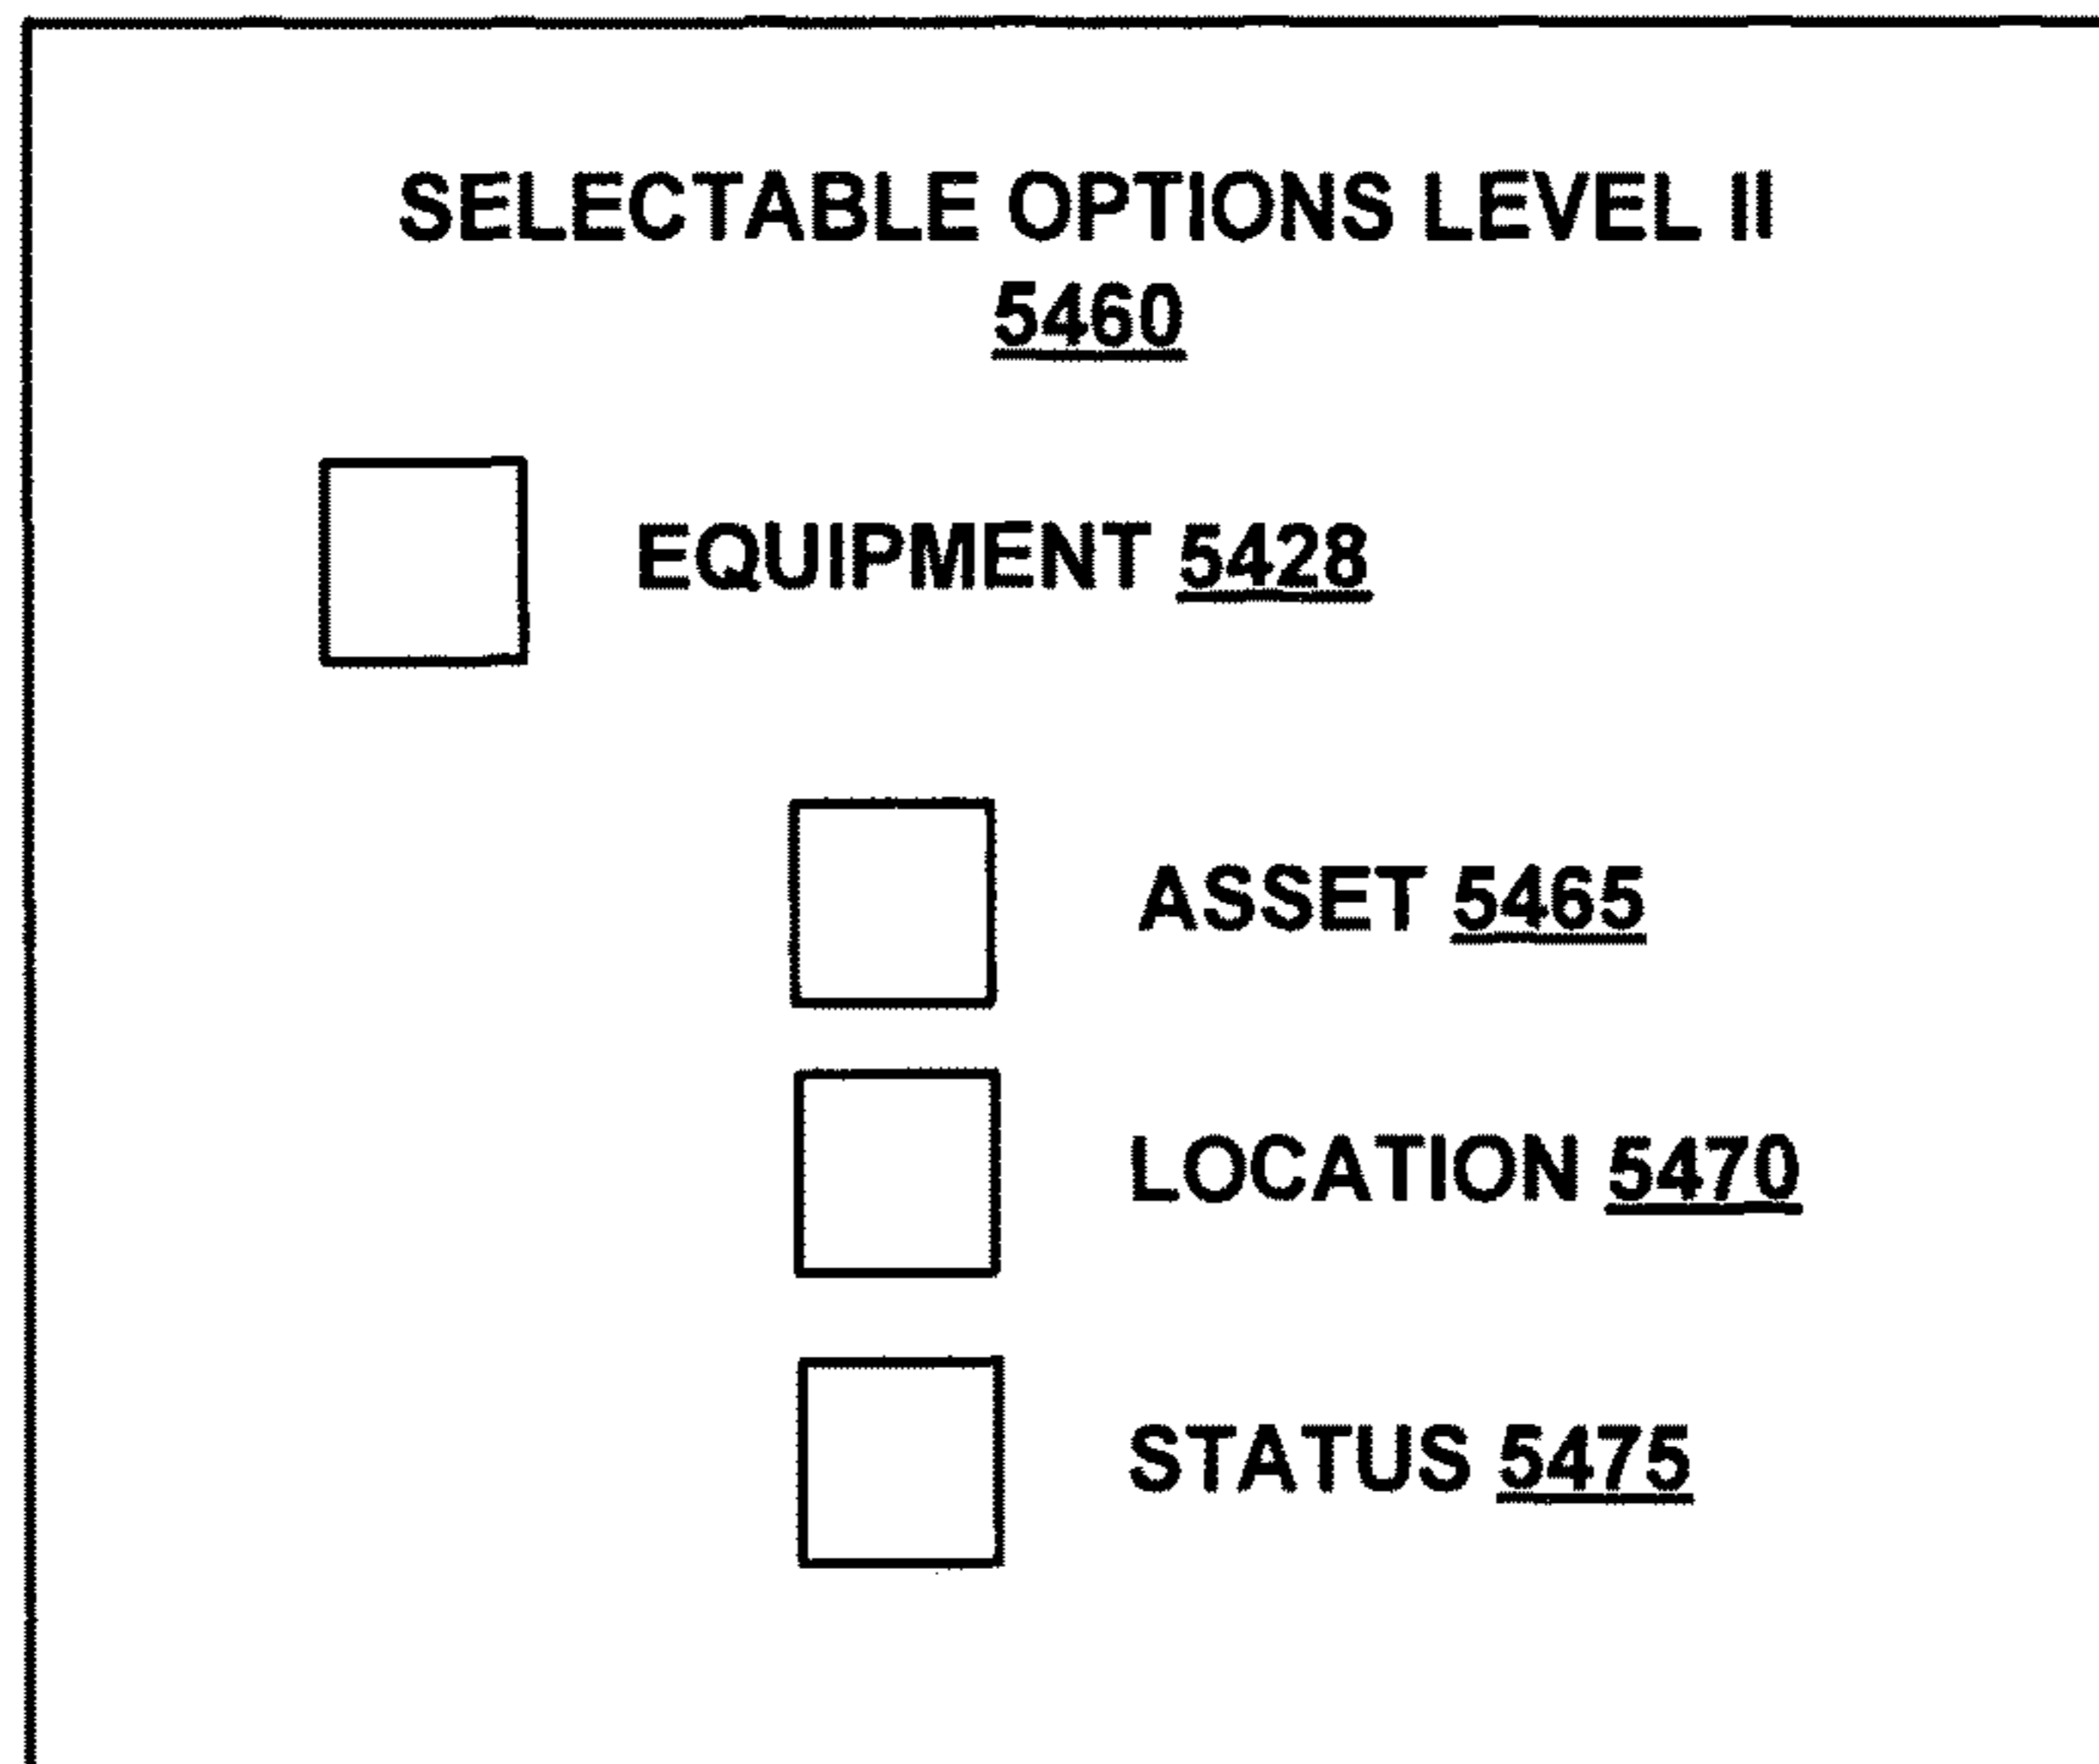 SELECTABLE OPTIONS LEVEL II
5460
EQUIPMENT 5428
ASSET 5465
LOCATION 5470
STATUS 5475